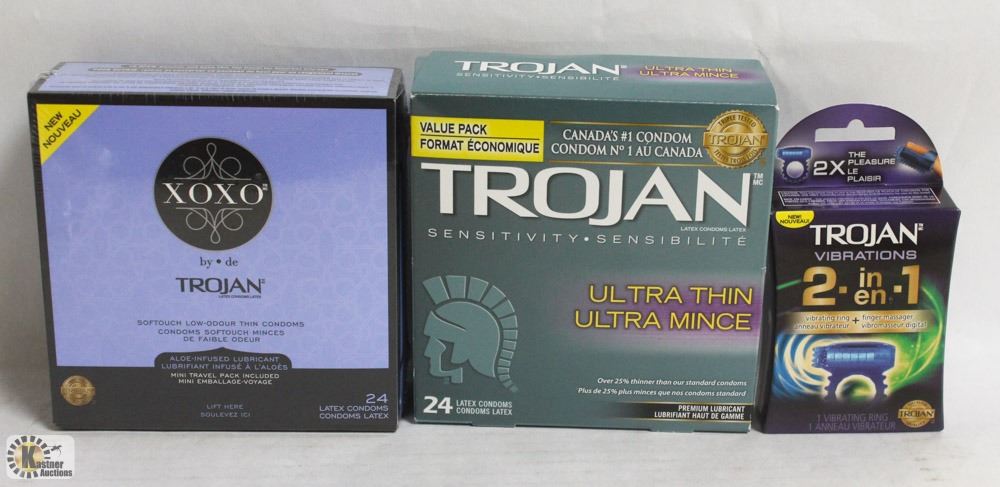 NEW
NOUVEAU
XOXO
by • de
TROJAN
LATEX CONDOMS LATEX
SOFTOUCH LOW-ODOUR THIN CONDOMS
CONDOMS SOFTOUCH MINCES
DE FAIBLE ODEUR
ALOE-INFUSED LUBRICANT
LUBRIFIANT INFUSÉ À L'ALOÈS
MINI TRAVEL PACK INCLUDED
MINI EMBALLAGE-VOYAGE
LIFT HERE
SOULEVEZ ICI
24
LATEX CONDOMS
CONDOMS LATEX
TROJAN
SENSITIVITY•SENSIBILITÉ
ULTRA THIN
ULTRA MINCE
VALUE PACK
FORMAT ÉCONOMIQUE
CANADA'S #1 CONDOM
CONDOM Nº 1 AU CANADA
TRIPLE TESTED
TROJAN
TROJAN™
MC
LATEX CONDOMS LATEX
SENSITIVITY • SENSIBILITÉ
ULTRA THIN
ULTRA MINCE
Over 25% thinner than our standard condoms
Plus de 25% plus minces que nos condoms standard
24 LATEX CONDOMS
CONDOMS LATEX
PREMIUM LUBRICANT
LUBRIFIANT HAUT DE GAMME
2X THE
PLEASURE
LE
PLAISIR
NEW!
NOUVEAU!
TROJAN
VIBRATIONS
2- in -1
en
vibrating ring + finger massager
anneau vibrateur vibromasseur digital
1 VIBRATING RING
1 ANNEAU VIBRATEUR
TROJAN
Kastner
Auctions